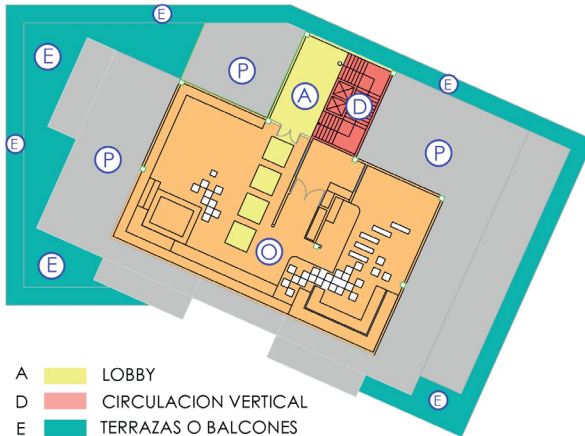 E
E
P
E
A
D
E
P
P
E
O
E
A LOBBY
D CIRCULACION VERTICAL
E TERRAZAS O BALCONES
E